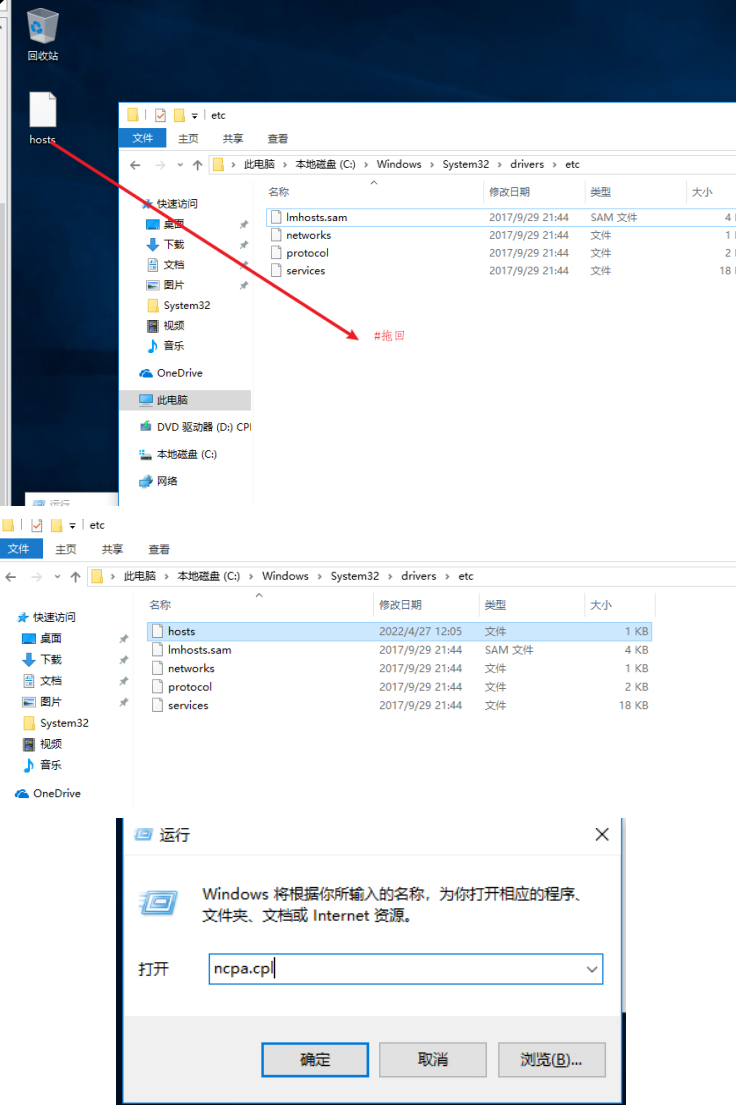 回收站
hosts
etc
文件 主页 共享 查看
此电脑 › 本地磁盘 (C:) › Windows › System32 › drivers › etc
名称 修改日期 类型 大小
快速访问
桌面
下载
文档
图片
System32
视频
音乐
OneDrive
此电脑
DVD 驱动器 (D:) CP
本地磁盘 (C:)
网络
lmhosts.sam 2017/9/29 21:44 SAM 文件 4
networks 2017/9/29 21:44 文件 1
protocol 2017/9/29 21:44 文件 2
services 2017/9/29 21:44 文件 18
#拖回
运行
etc
文件 主页 共享 查看
此电脑 › 本地磁盘 (C:) › Windows › System32 › drivers › etc
名称 修改日期 类型 大小
快速访问
桌面
下载
文档
图片
System32
视频
音乐
OneDrive
hosts 2022/4/27 12:05 文件 1 KB
lmhosts.sam 2017/9/29 21:44 SAM 文件 4 KB
networks 2017/9/29 21:44 文件 1 KB
protocol 2017/9/29 21:44 文件 2 KB
services 2017/9/29 21:44 文件 18 KB
运行
Windows 将根据你所输入的名称，为你打开相应的程序、
文件夹、文档或 Internet 资源。
打开 ncpa.cpl
确定 取消 浏览(B)...